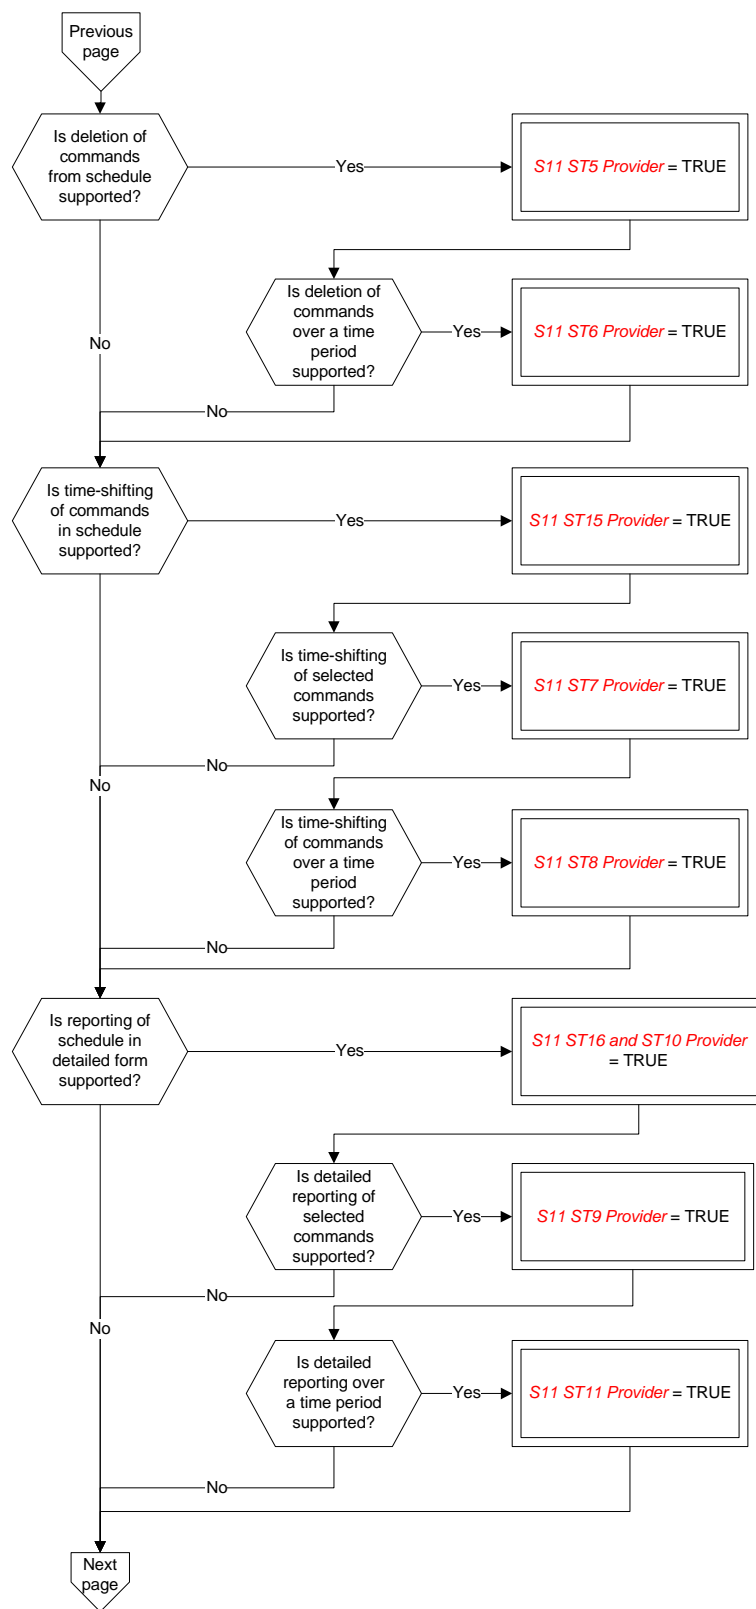 Previous
page
Is deletion of
commands
from schedule
supported?
Yes
S11 ST5 Provider = TRUE
Is deletion of
commands
over a time
period
supported?
Yes
S11 ST6 Provider = TRUE
No
No
Is time-shifting
of commands
in schedule
supported?
Yes
S11 ST15 Provider = TRUE
Is time-shifting
of selected
commands
supported?
Yes
S11 ST7 Provider = TRUE
No
No
Is time-shifting
of commands
over a time
period
supported?
Yes
S11 ST8 Provider = TRUE
No
Is reporting of
schedule in
detailed form
supported?
Yes
S11 ST16 and ST10 Provider
= TRUE
Is detailed
reporting of
selected
commands
supported?
Yes
S11 ST9 Provider = TRUE
No
No
Is detailed
reporting over
a time period
supported?
Yes
S11 ST11 Provider = TRUE
No
Next
page